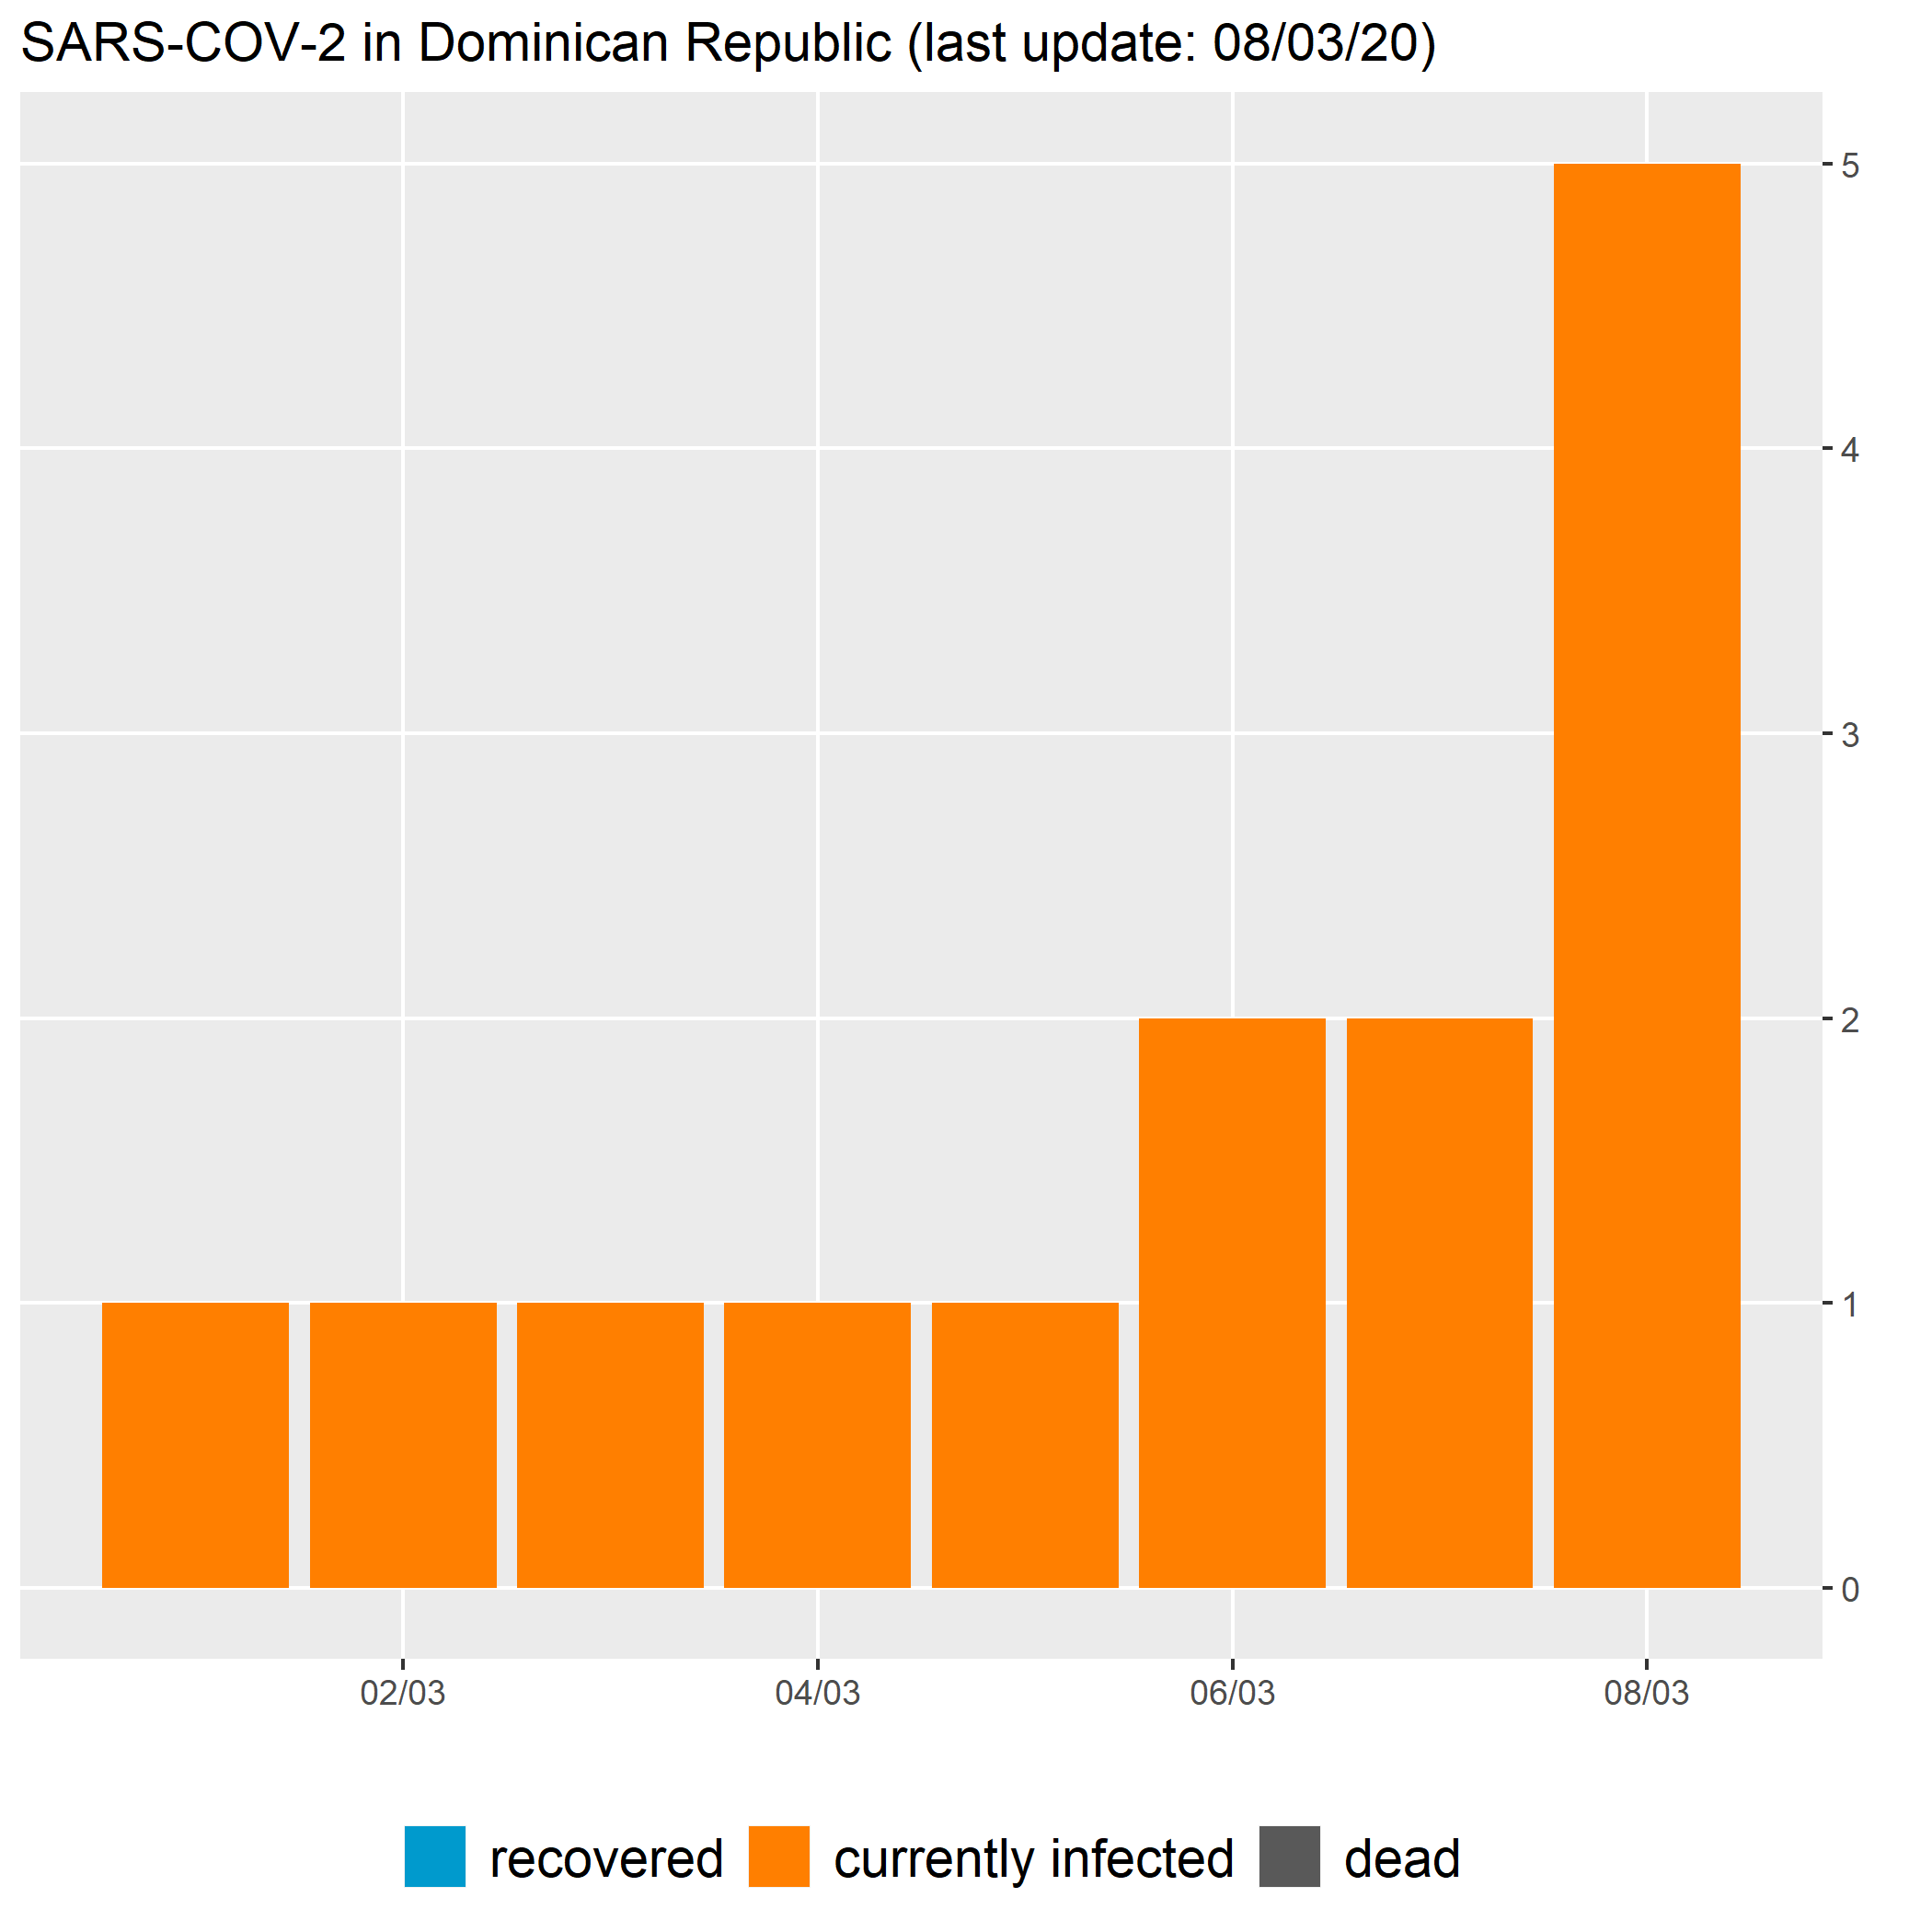 SARS-COV-2 in Dominican Republic (last update: 08/03/20)
5
4
3
2
1
0
02/03 04/03 06/03 08/03
recovered currently infected dead